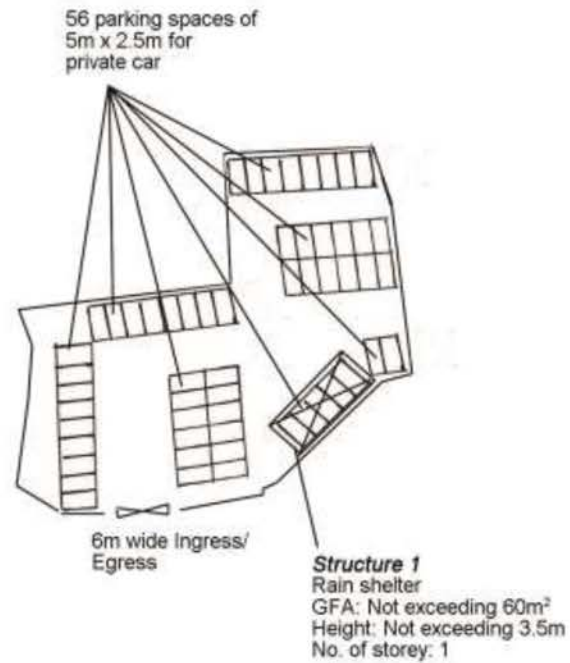 56 parking spaces of
5m x 2.5m for
private car
6m wide Ingress/
Egress
Structure 1
Rain shelter
GFA: Not exceeding 60m²
Height: Not exceeding 3.5m
No. of storey: 1